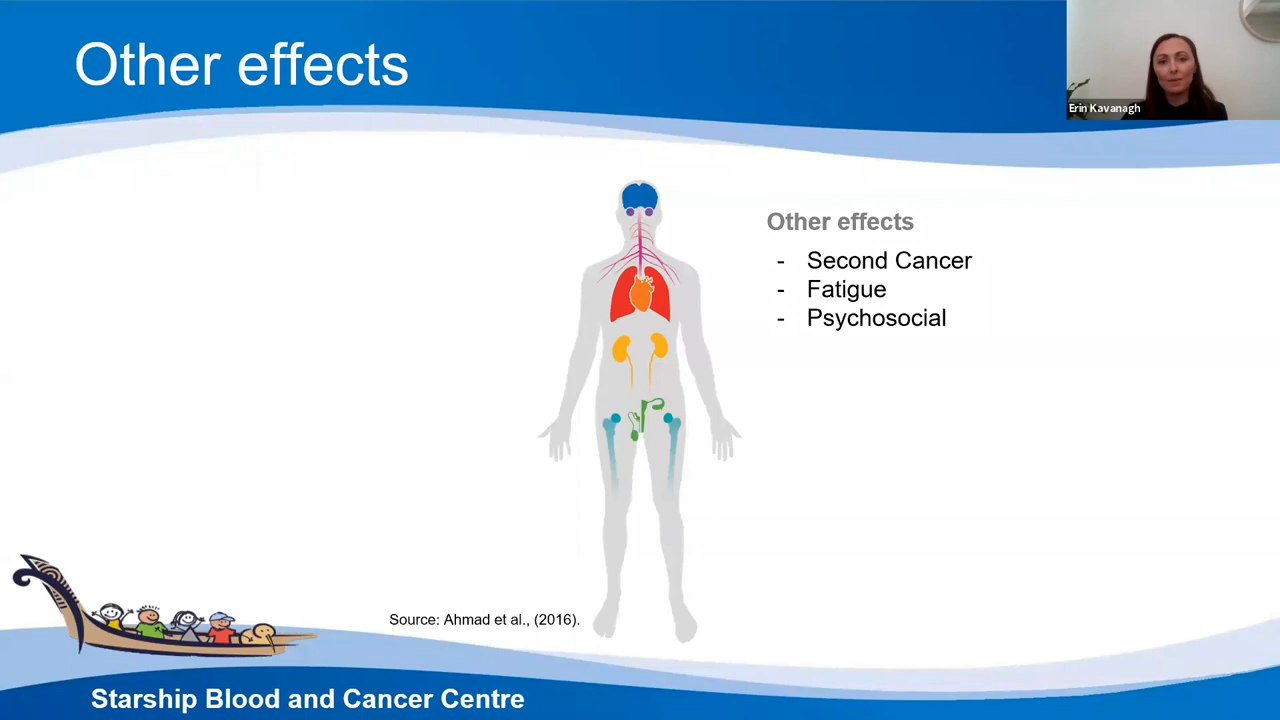 Other effects
Erin Kavanagh
Other effects
- Second Cancer
- Fatigue
- Psychosocial
Source: Ahmad et al., (2016).
Starship Blood and Cancer Centre